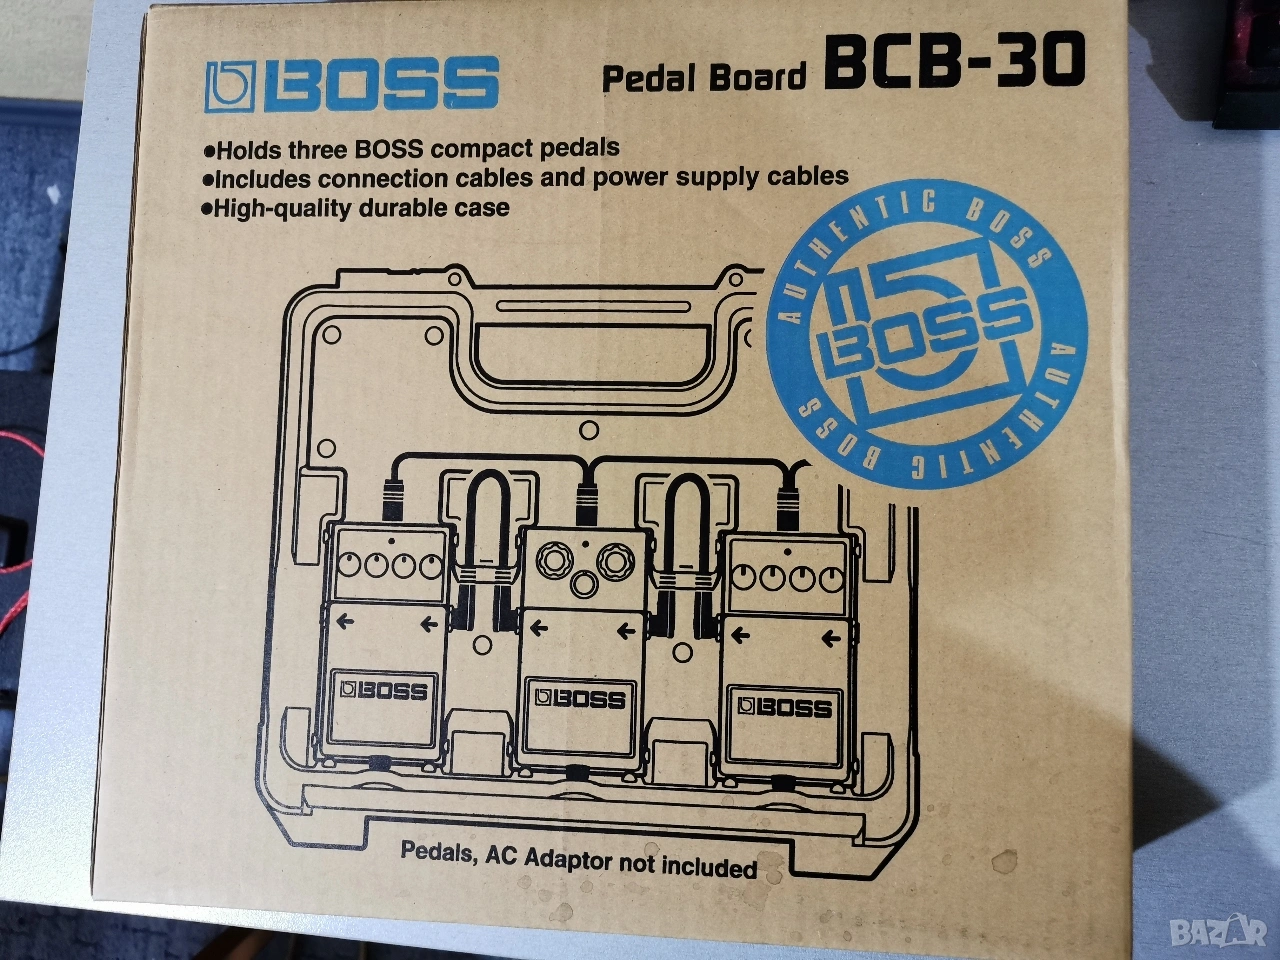 BOSS
Pedal Board BCB-30
●Holds three BOSS compact pedals
●Includes connection cables and power supply cables
●High-quality durable case
AUTHENTIC BOSS
AUTHENTIC BOSS
BOSS
BOSS
BOSS
BOSS
Pedals, AC Adaptor not included
BAZAR